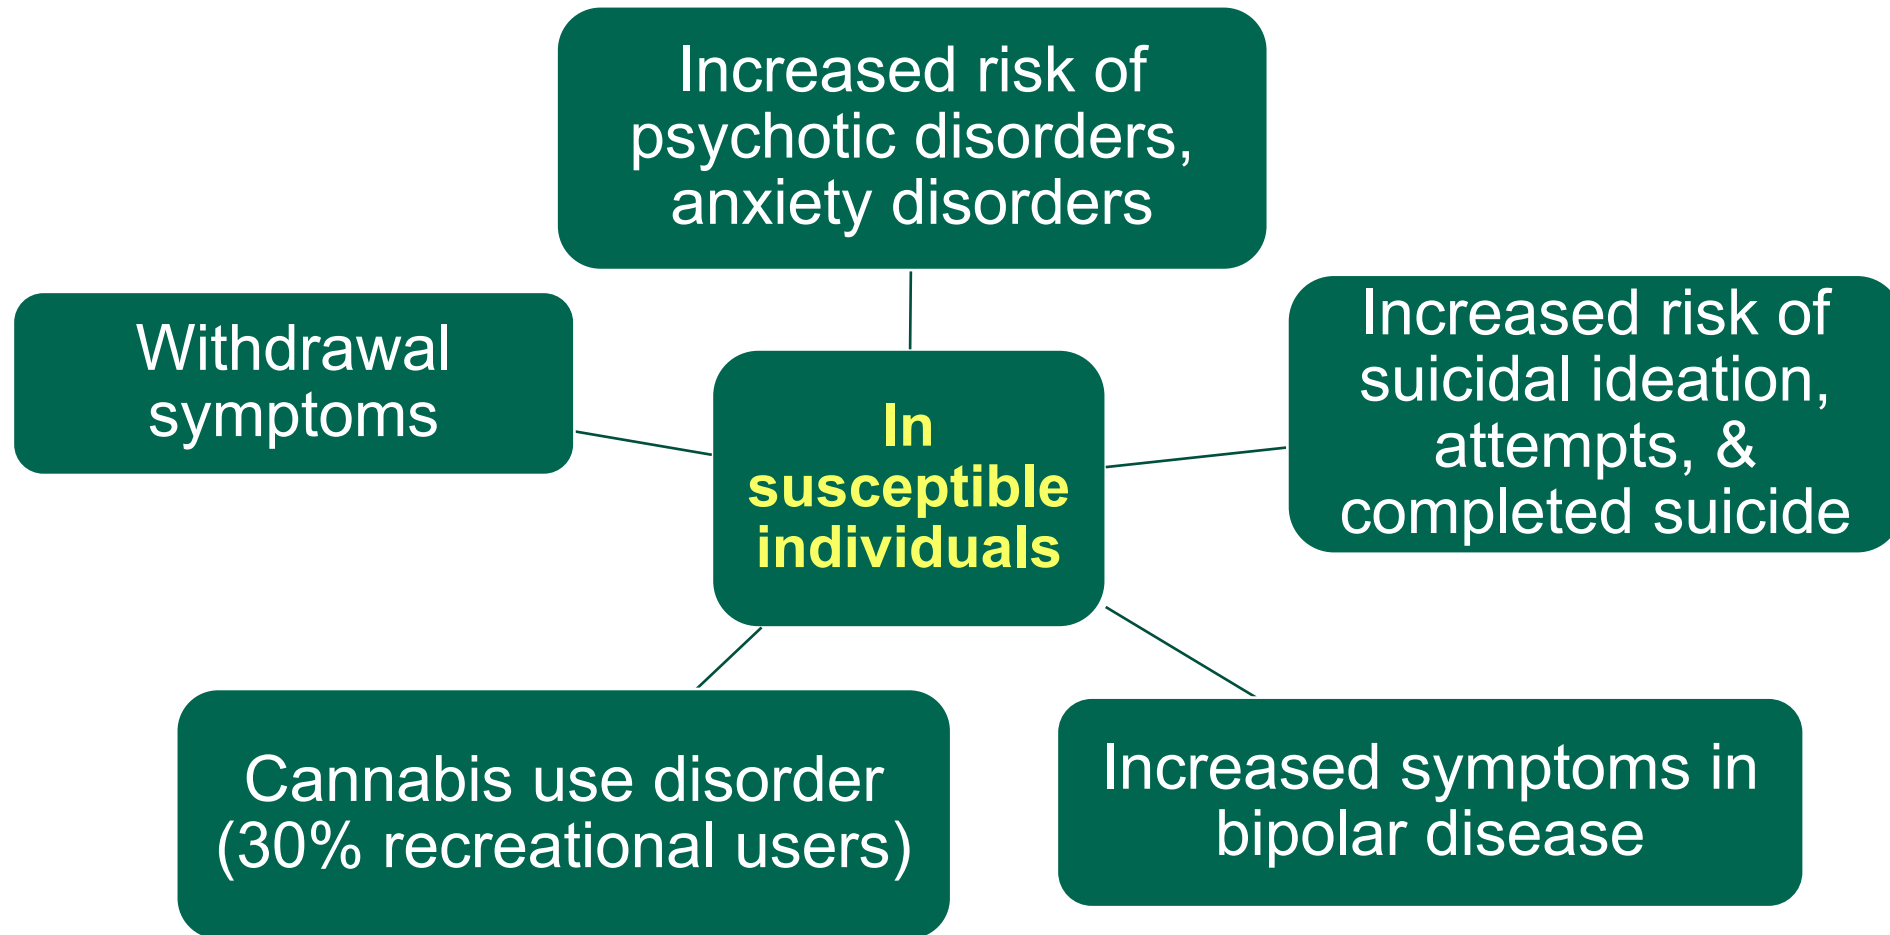 Increased risk of
psychotic disorders,
anxiety disorders
Withdrawal
symptoms
In
susceptible
individuals
Increased risk of
suicidal ideation,
attempts, &
completed suicide
Cannabis use disorder
(30% recreational users)
Increased symptoms in
bipolar disease